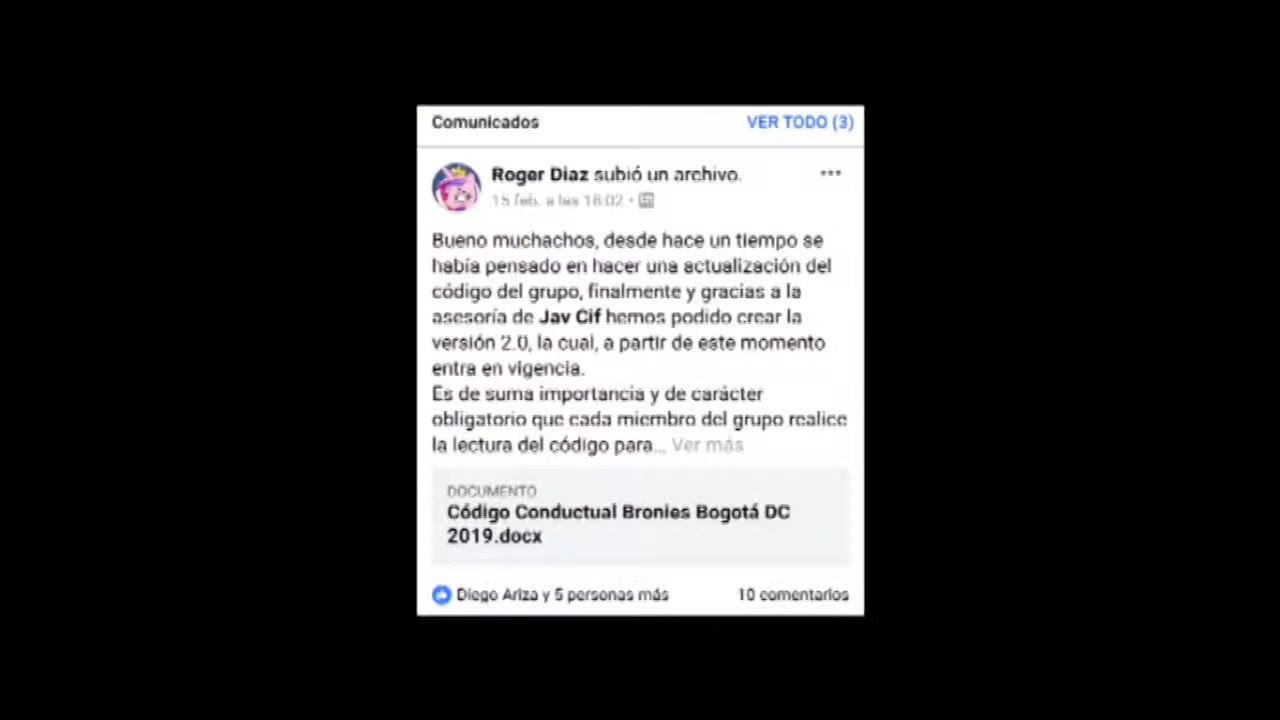 Comunicados
VER TODO (3)
Roger Diaz subió un archivo.
15 feb. a las 16:02 •
Bueno muchachos, desde hace un tiempo se
había pensado en hacer una actualización del
código del grupo, finalmente y gracias a la
asesoría de Jav Cif hemos podido crear la
versión 2.0, la cual, a partir de este momento
entra en vigencia.
Es de suma importancia y de carácter
obligatorio que cada miembro del grupo realice
la lectura del código para... Ver más
DOCUMENTO
Código Conductual Bronies Bogotá DC
2019.docx
Diego Ariza y 5 personas más
10 comentarios